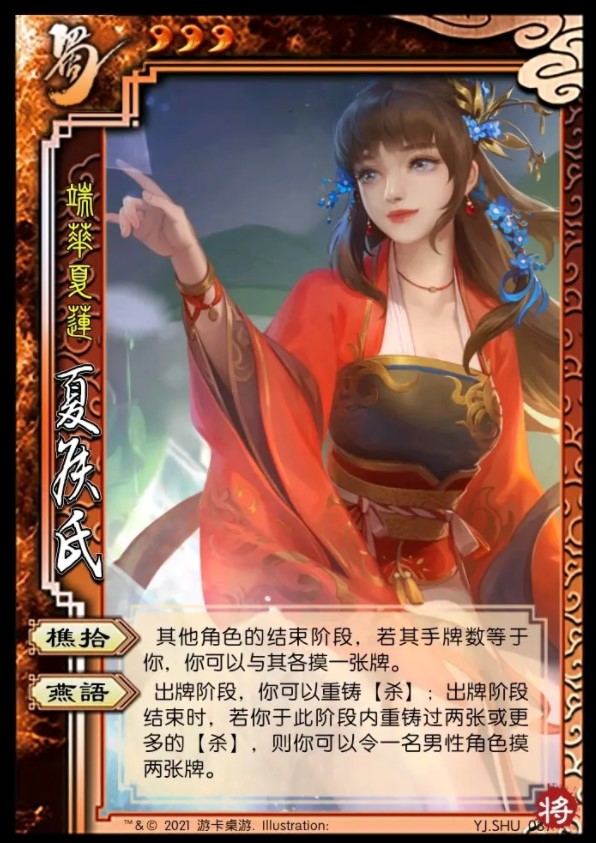 蜀
端華夏蓮
夏侯氏
樵拾
其他角色的结束阶段，若其手牌数等于
你，你可以与其各摸一张牌。
燕語
出牌阶段，你可以重铸【杀】；出牌阶段
结束时，若你于此阶段内重铸过两张或更
多的【杀】，则你可以令一名男性角色摸
两张牌。
™&© 2021 游卡桌游. Illustration:
YJ.SHU
将